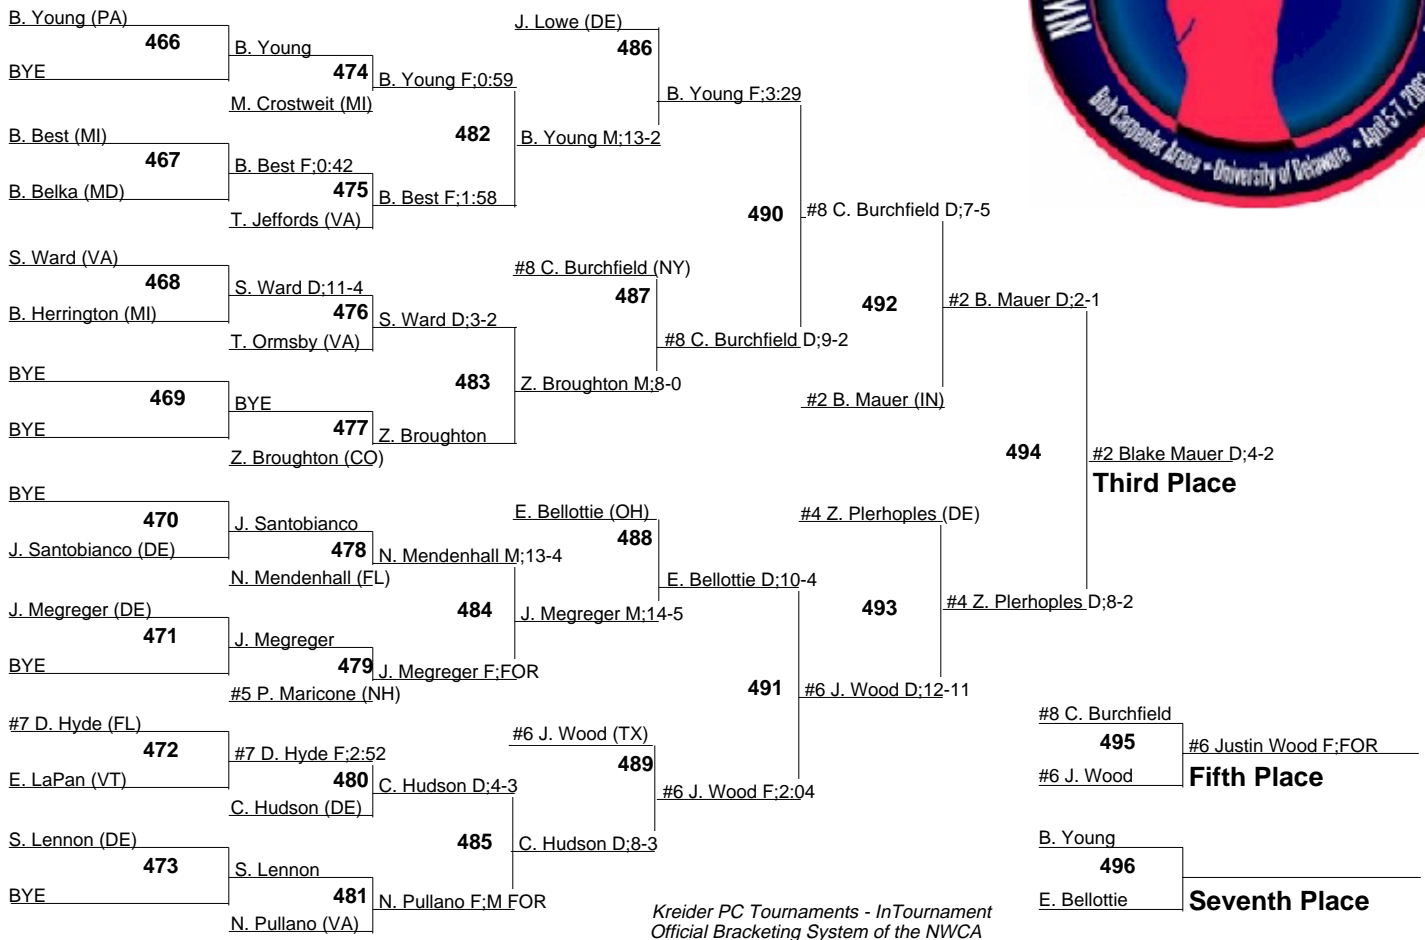 B. Young (PA)
466
BYE
B. Young
474
M. Crostweit (MI)
B. Young F;0:59
B. Best (MI)
467
B. Belka (MD)
B. Best F;0:42
475
T. Jeffords (VA)
B. Best F;1:58
482
B. Young M;13-2
J. Lowe (DE)
486
B. Young F;3:29
S. Ward (VA)
468
B. Herrington (MI)
S. Ward D;11-4
476
T. Ormsby (VA)
S. Ward D;3-2
BYE
469
BYE
BYE
477
Z. Broughton (CO)
Z. Broughton
483
Z. Broughton M;8-0
#8 C. Burchfield (NY)
487
#8 C. Burchfield D;9-2
490
#8 C. Burchfield D;7-5
492
#2 B. Mauer (IN)
#2 B. Mauer D;2-1
BYE
470
J. Santobianco (DE)
J. Santobianco
478
N. Mendenhall (FL)
N. Mendenhall M;13-4
J. Megreger (DE)
471
BYE
J. Megreger
479
#5 P. Maricone (NH)
J. Megreger F;FOR
484
J. Megreger M;14-5
E. Bellottie (OH)
488
E. Bellottie D;10-4
#7 D. Hyde (FL)
472
E. LaPan (VT)
#7 D. Hyde F;2:52
480
C. Hudson (DE)
C. Hudson D;4-3
S. Lennon (DE)
473
BYE
S. Lennon
481
N. Pullano (VA)
N. Pullano F;M FOR
485
C. Hudson D;8-3
#6 J. Wood (TX)
489
#6 J. Wood F;2:04
491
#6 J. Wood D;12-11
#4 Z. Plerhoples (DE)
493
#4 Z. Plerhoples D;8-2
494
#2 Blake Mauer D;4-2
Third Place
#8 C. Burchfield
495
#6 J. Wood
#6 Justin Wood F;FOR
Fifth Place
B. Young
496
E. Bellottie
Seventh Place
Kreider PC Tournaments - InTournament
Official Bracketing System of the NWCA
Bob Carpenter Arena • University of Delaware • April 5-7, 2002